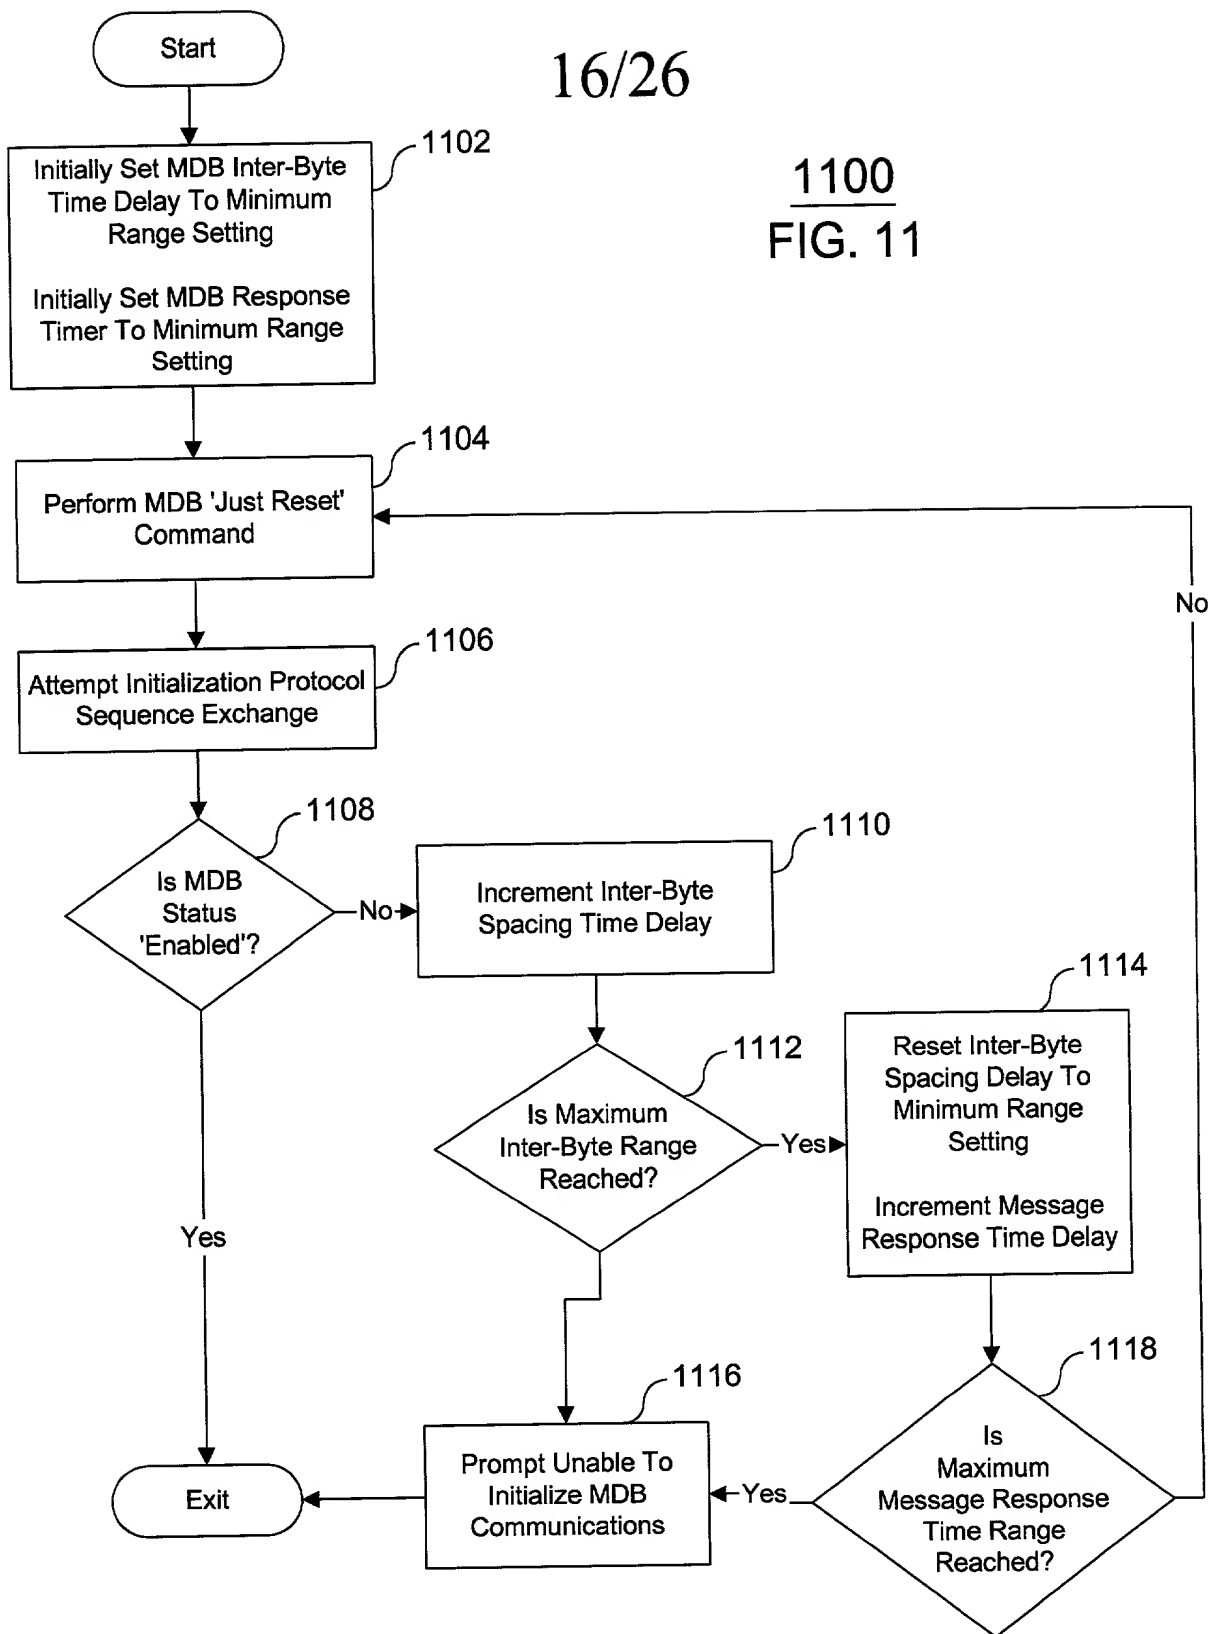 Start
16/26
1100
FIG. 11
1102
Initially Set MDB Inter-Byte
Time Delay To Minimum
Range Setting
Initially Set MDB Response
Timer To Minimum Range
Setting
1104
Perform MDB 'Just Reset'
Command
No
1106
Attempt Initialization Protocol
Sequence Exchange
1108
Is MDB
Status
'Enabled'?
No
1110
Increment Inter-Byte
Spacing Time Delay
1112
Is Maximum
Inter-Byte Range
Reached?
Yes
1114
Reset Inter-Byte
Spacing Delay To
Minimum Range
Setting
Increment Message
Response Time Delay
Yes
1116
Prompt Unable To
Initialize MDB
Communications
Yes
1118
Is
Maximum
Message Response
Time Range
Reached?
Exit